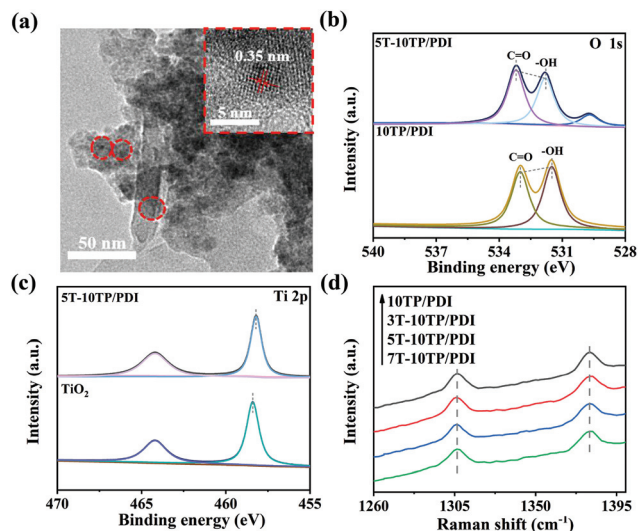 (a)
0.35 nm
5 nm
50 nm
(b)
5T-10TP/PDI
O 1s
C=O
-OH
10TP/PDI
C=O
-OH
Intensity (a.u.)
540 537 534 531 528
Binding energy (eV)
(c)
5T-10TP/PDI
Ti 2p
TiO₂
Intensity (a.u.)
470 465 460 455
Binding energy (eV)
(d)
10TP/PDI
3T-10TP/PDI
5T-10TP/PDI
7T-10TP/PDI
Intensity (a.u.)
1260 1305 1350 1395
Raman shift (cm⁻¹)